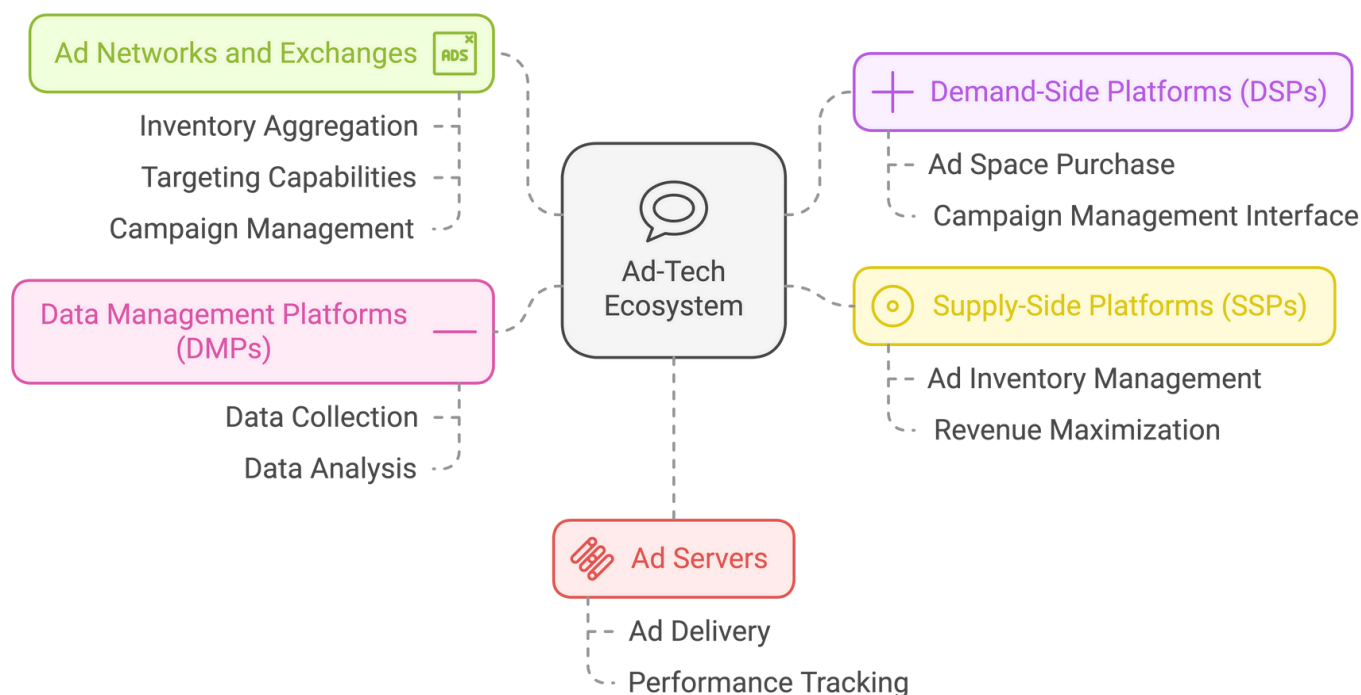 Ad Networks and Exchanges
ADS
Inventory Aggregation
Targeting Capabilities
Campaign Management
Data Management Platforms
(DMPs)
Data Collection
Data Analysis
Ad-Tech
Ecosystem
Demand-Side Platforms (DSPs)
Ad Space Purchase
Campaign Management Interface
Supply-Side Platforms (SSPs)
Ad Inventory Management
Revenue Maximization
Ad Servers
Ad Delivery
Performance Tracking